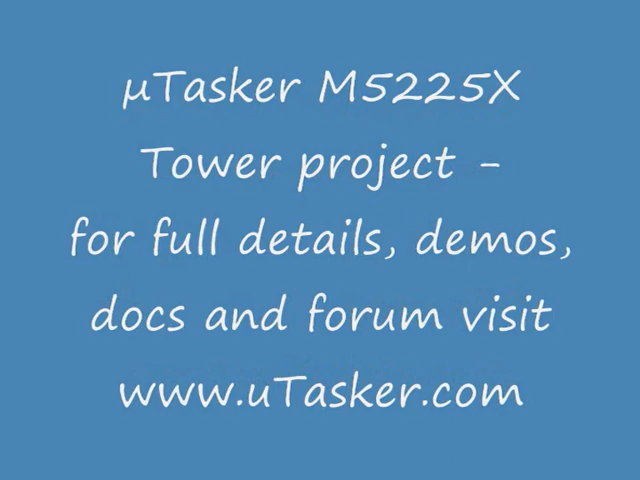 µTasker M5225X
Tower project -
for full details, demos,
docs and forum visit
www.uTasker.com